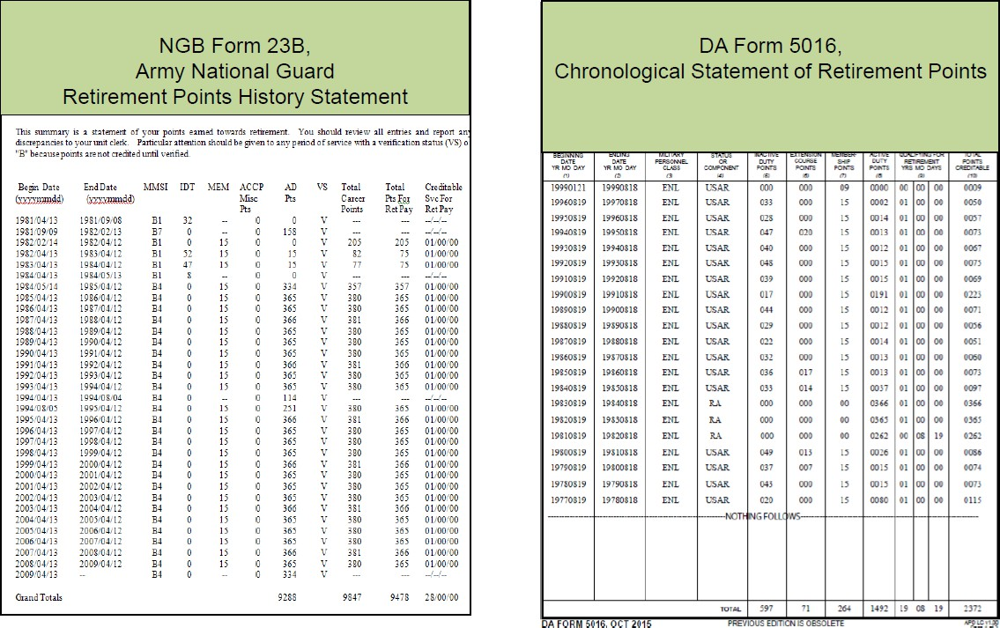 NGB Form 23B,
Army National Guard
Retirement Points History Statement
This summary is a statement of your points earned towards retirement. You should review all entries and report any
discrepancies to your unit clerk. Particular attention should be given to any period of service with a verification status (VS) o
"B" because points are not credited until verified.
Begin Date End Date MMSI IDT MEM ACCP AD VS Total Total Creditable
(yyyymmdd) (yyyymmdd) Misc Pts Career Pts For Svc For
Pts Points Ret Pay Ret Pay
1981/04/13 1981/09/08 B1 32 -- 0 0 V --- --- --/--/--
1981/09/09 1982/02/13 B7 0 -- 0 158 V --- --- --/--/--
1982/02/14 1982/04/12 B1 0 15 0 0 V 205 205 01/00/00
1982/04/13 1983/04/12 B1 52 15 0 15 V 82 75 01/00/00
1983/04/13 1984/04/12 B1 47 15 0 15 V 77 75 01/00/00
1984/04/13 1984/05/13 B1 8 -- 0 0 V --- --- --/--/--
1984/05/14 1985/04/12 B4 0 15 0 334 V 357 357 01/00/00
1985/04/13 1986/04/12 B4 0 15 0 365 V 380 365 01/00/00
1986/04/13 1987/04/12 B4 0 15 0 365 V 380 365 01/00/00
1987/04/13 1988/04/12 B4 0 15 0 366 V 381 366 01/00/00
1988/04/13 1989/04/12 B4 0 15 0 365 V 380 365 01/00/00
1989/04/13 1990/04/12 B4 0 15 0 365 V 380 365 01/00/00
1990/04/13 1991/04/12 B4 0 15 0 365 V 380 365 01/00/00
1991/04/13 1992/04/12 B4 0 15 0 366 V 381 366 01/00/00
1992/04/13 1993/04/12 B4 0 15 0 365 V 380 365 01/00/00
1993/04/13 1994/04/12 B4 0 15 0 365 V 380 365 01/00/00
1994/04/13 1994/08/04 B4 0 -- 0 114 V --- --- --/--/--
1994/08/05 1995/04/12 B4 0 15 0 251 V 380 365 01/00/00
1995/04/13 1996/04/12 B4 0 15 0 366 V 381 366 01/00/00
1996/04/13 1997/04/12 B4 0 15 0 365 V 380 365 01/00/00
1997/04/13 1998/04/12 B4 0 15 0 365 V 380 365 01/00/00
1998/04/13 1999/04/12 B4 0 15 0 365 V 380 365 01/00/00
1999/04/13 2000/04/12 B4 0 15 0 366 V 381 366 01/00/00
2000/04/13 2001/04/12 B4 0 15 0 365 V 380 365 01/00/00
2001/04/13 2002/04/12 B4 0 15 0 365 V 380 365 01/00/00
2002/04/13 2003/04/12 B4 0 15 0 365 V 380 365 01/00/00
2003/04/13 2004/04/12 B4 0 15 0 366 V 381 366 01/00/00
2004/04/13 2005/04/12 B4 0 15 0 365 V 380 365 01/00/00
2005/04/13 2006/04/12 B4 0 15 0 365 V 380 365 01/00/00
2006/04/13 2007/04/12 B4 0 15 0 365 V 380 365 01/00/00
2007/04/13 2008/04/12 B4 0 15 0 366 V 381 366 01/00/00
2008/04/13 2009/04/12 B4 0 15 0 365 V 380 365 01/00/00
2009/04/13 -- B4 0 -- 0 334 V --- --- --/--/--
Grand Totals 9288 9847 9478 28/00/00
DA Form 5016,
Chronological Statement of Retirement Points
BEGINNING ENDING MILITARY STATUS INACTIVE EXTENSION MEMBER- ACTIVE QUALIFYING FOR TOTAL
DATE DATE PERSONNEL OR DUTY COURSE SHIP DUTY RETIREMENT POINTS
YR MO DAY YR MO DAY CLASS COMPONENT POINTS POINTS POINTS POINTS YRS MO DAYS CREDITABLE
(1) (2) (3) (4) (5) (6) (7) (8) (9) (10)
19990121 19990818 ENL USAR 000 000 09 0000 00 00 00 0009
19960819 19970818 ENL USAR 033 000 15 0002 01 00 00 0050
19950819 19960818 ENL USAR 028 000 15 0014 01 00 00 0057
19940819 19950818 ENL USAR 047 020 15 0013 01 00 00 0073
19930819 19940818 ENL USAR 040 000 15 0012 01 00 00 0067
19920819 19930818 ENL USAR 048 000 15 0015 01 00 00 0075
19910819 19920818 ENL USAR 039 000 15 0015 01 00 00 0069
19900819 19910818 ENL USAR 017 000 15 0191 01 00 00 0223
19890819 19900818 ENL USAR 044 000 15 0012 01 00 00 0071
19880819 19890818 ENL USAR 029 000 15 0012 01 00 00 0056
19870819 19880818 ENL USAR 022 000 15 0014 01 00 00 0051
19860819 19870818 ENL USAR 032 000 15 0013 01 00 00 0060
19850819 19860818 ENL USAR 036 017 15 0013 01 00 00 0073
19840819 19850818 ENL USAR 033 014 15 0037 01 00 00 0097
19830819 19840818 ENL RA 000 000 00 0366 01 00 00 0366
19820819 19830818 ENL RA 000 000 00 0365 01 00 00 0365
19810819 19820818 ENL RA 000 000 00 0262 00 08 19 0262
19800819 19810818 ENL USAR 049 013 15 0026 01 00 00 0086
19790819 19800818 ENL USAR 037 007 15 0015 01 00 00 0074
19780819 19790818 ENL USAR 043 000 15 0015 01 00 00 0073
19770819 19780818 ENL USAR 020 000 15 0080 01 00 00 0115
NOTHING FOLLOWS
TOTAL 597 71 264 1492 19 08 19 2372
DA FORM 5016, OCT 2015 PREVIOUS EDITION IS OBSOLETE